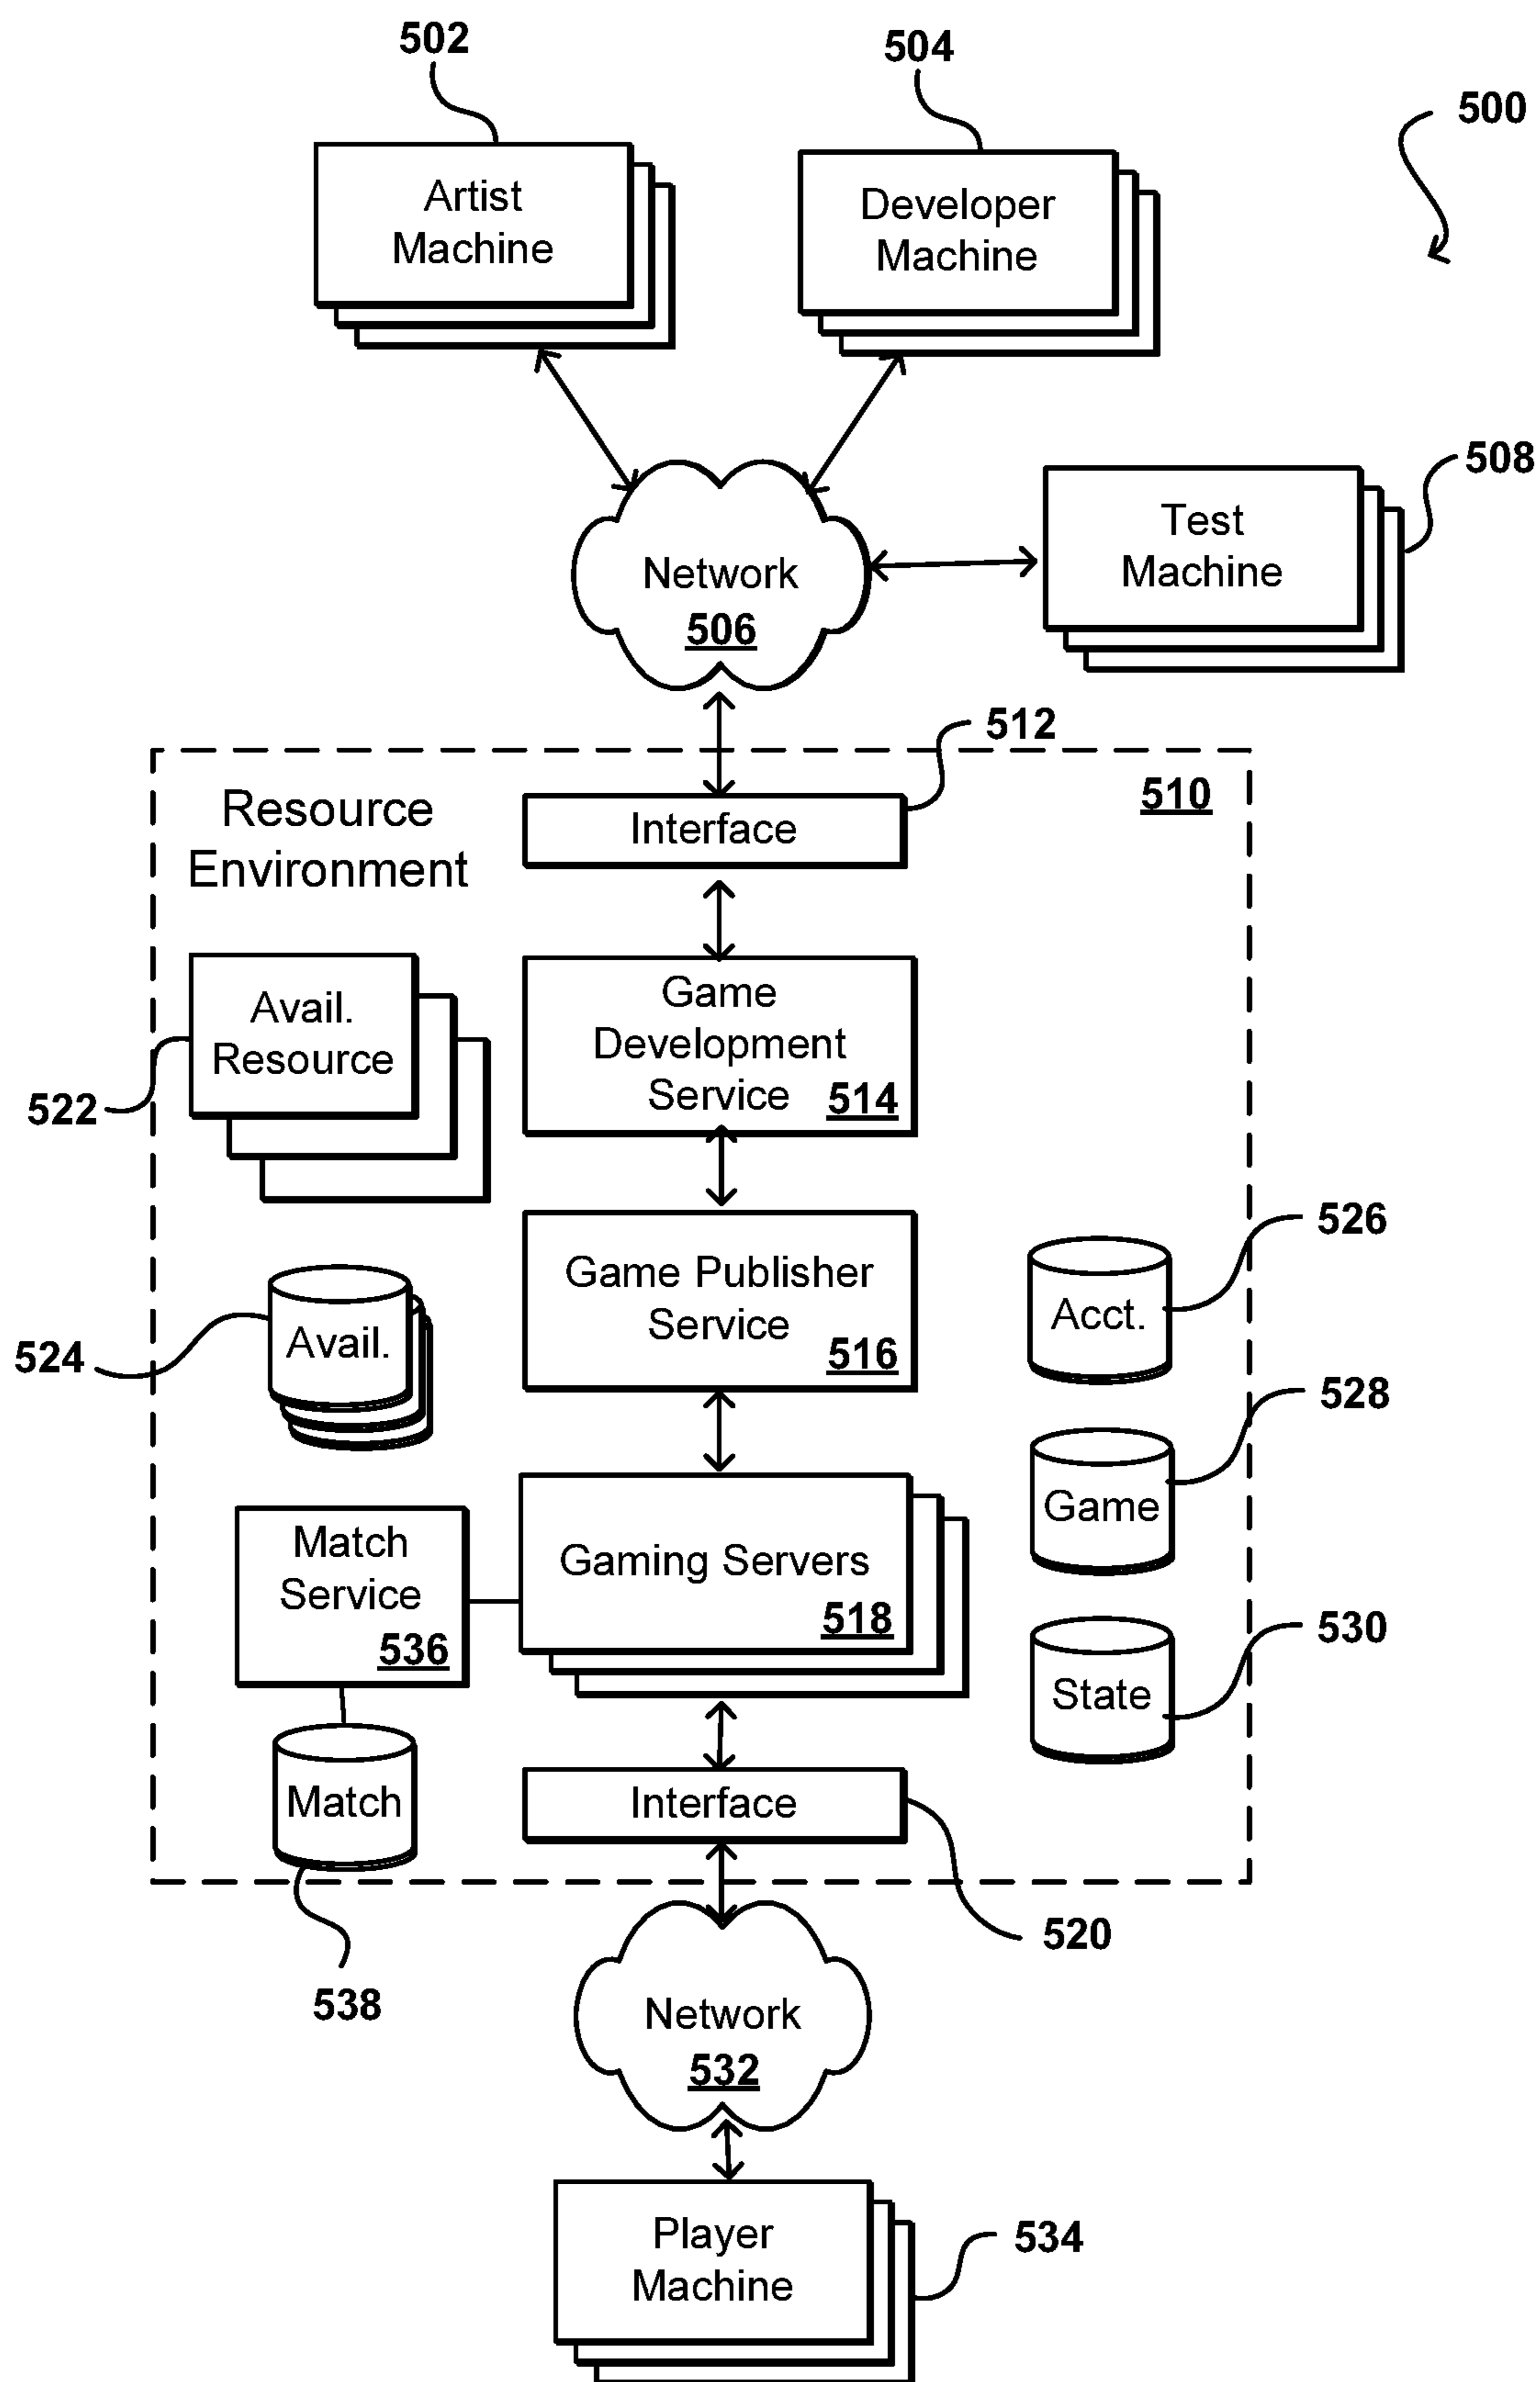 502
504
500
Artist
Machine
Developer
Machine
508
Test
Machine
Network
506
512
510
Resource
Environment
Interface
Avail.
Resource
522
Game
Development
Service 514
526
Game Publisher
Service
516
Acct.
524
Avail.
528
Game
Match
Service
536
Gaming Servers
518
530
State
Match
Interface
520
538
Network
532
Player
Machine
534